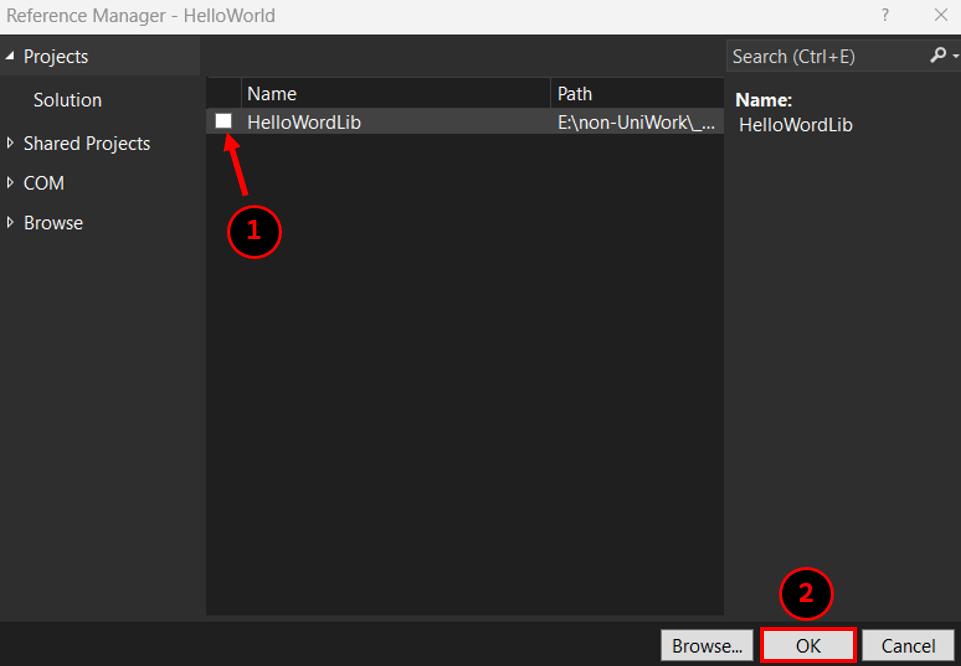 Reference Manager - HelloWorld
?
Projects
Search (Ctrl+E)
Solution
Name
Path
Name:
HelloWordLib
E:\non-UniWork\_...
HelloWordLib
Shared Projects
COM
Browse
1
2
Browse...
OK
Cancel